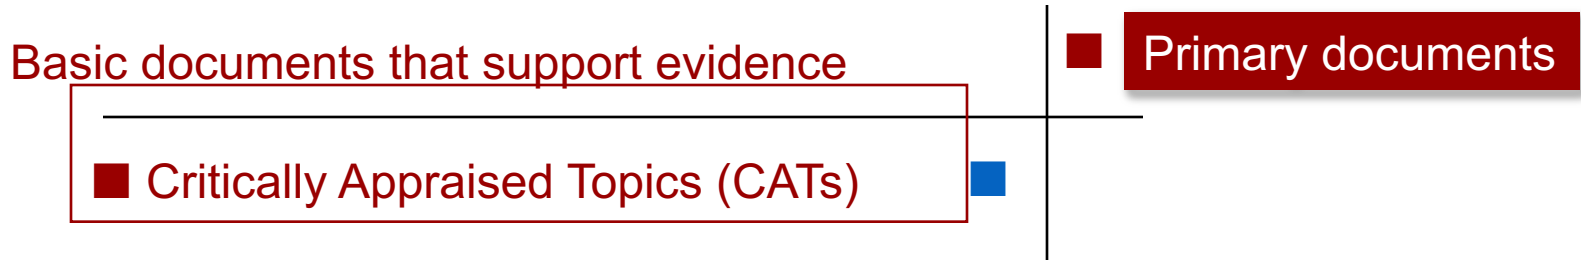 Basic documents that support evidence
Primary documents
Critically Appraised Topics (CATs)